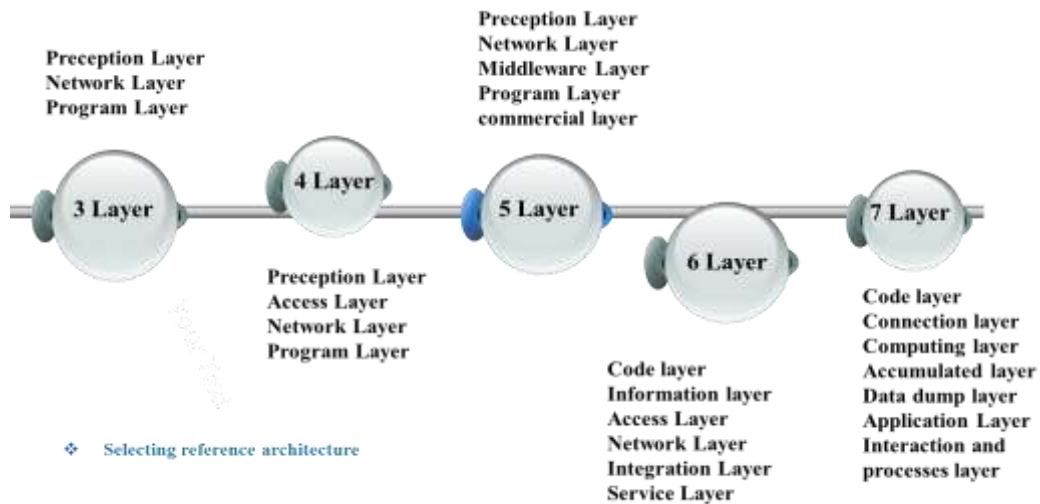 Preception Layer
Network Layer
Program Layer
3 Layer
4 Layer
Preception Layer
Access Layer
Network Layer
Program Layer
Preception Layer
Network Layer
Middleware Layer
Program Layer
commercial layer
5 Layer
6 Layer
Code layer
Information layer
Access Layer
Network Layer
Integration Layer
Service Layer
7 Layer
Code layer
Connection layer
Computing layer
Accumulated layer
Data dump layer
Application Layer
Interaction and
processes layer
Selecting reference architecture